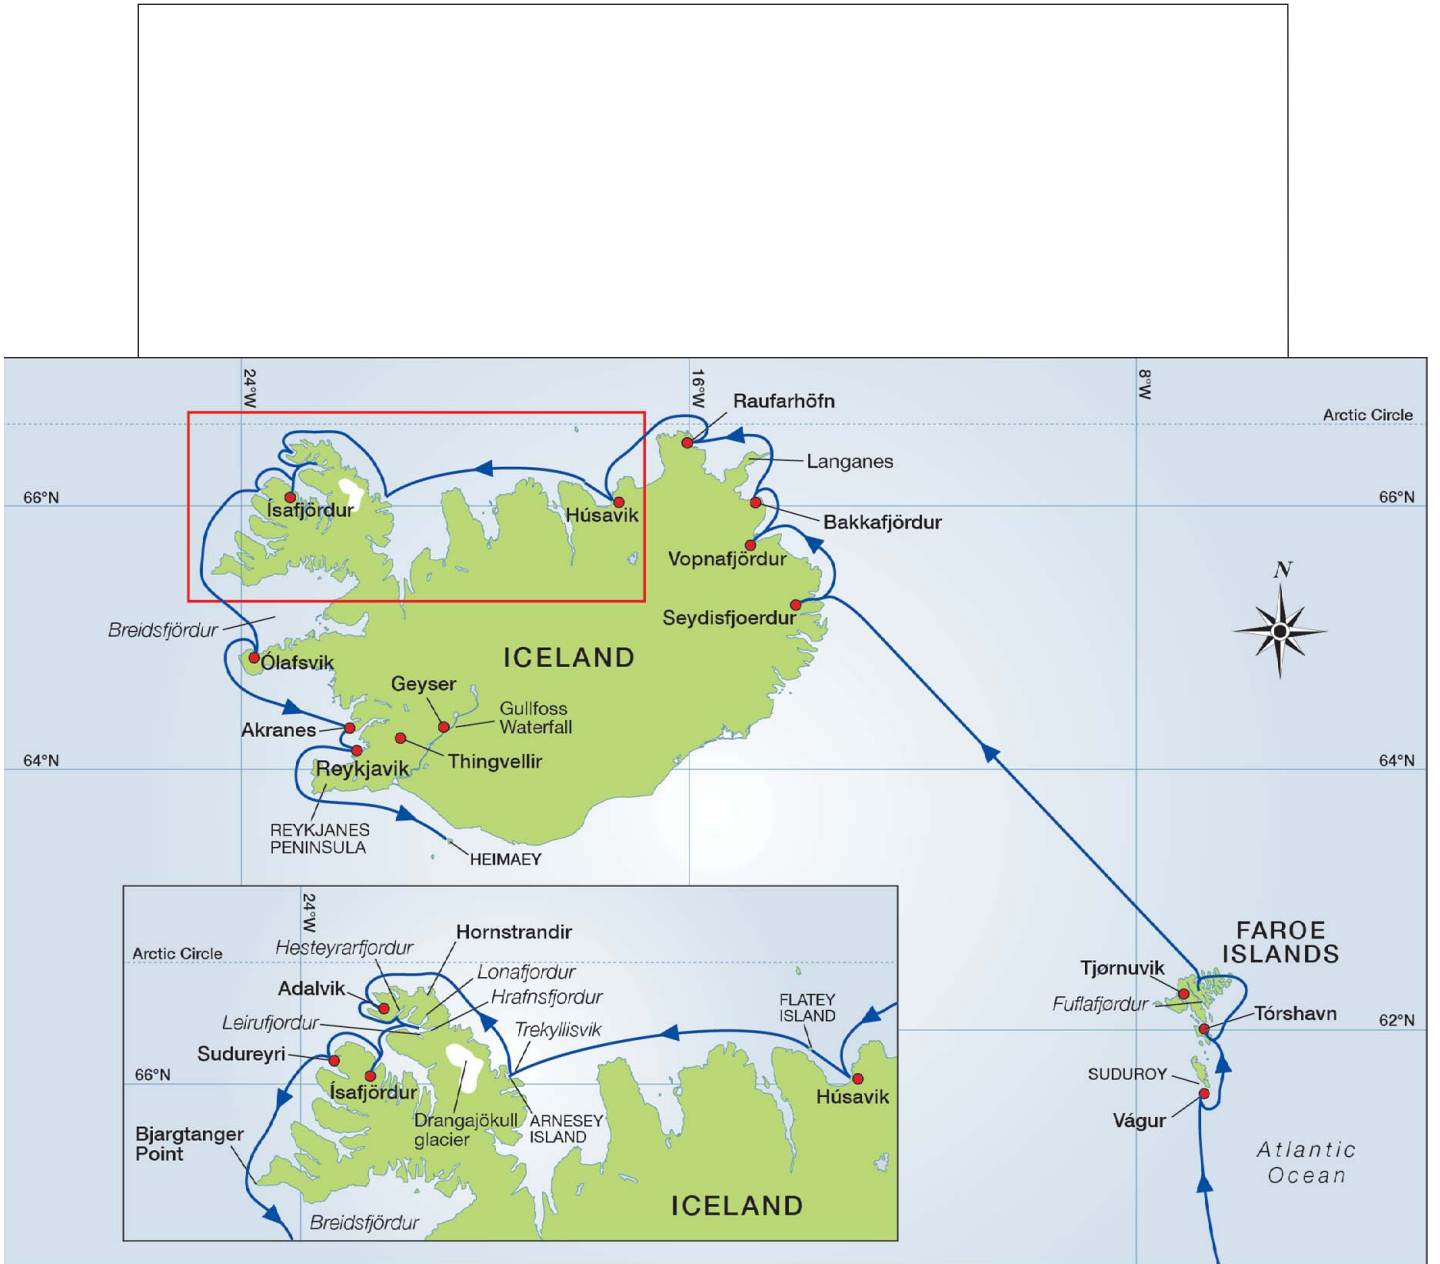 24°W
16°W
8°W
Raufarhöfn
Arctic Circle
Langanes
66°N
66°N
Ísafjördur
Húsavik
Bakkafjördur
Vopnafjördur
N
Seydisfjoerdur
Breidsfjördur
ICELAND
Ólafsvik
Geyser
Gullfoss
Waterfall
Akranes
Thingvellir
64°N
Reykjavik
64°N
REYKJANES
PENINSULA
HEIMAEY
24°W
Hornstrandir
Arctic Circle
Hesteyrarfjordur
Lonafjordur
Adalvik
Hrafnsfjordur
FLATEY
ISLAND
Leirufjordur
Trekyllisvik
Sudureyri
66°N
Ísafjördur
Húsavik
Drangajökull
glacier
ARNESEY
ISLAND
Bjargtanger
Point
ICELAND
Breidsfjördur
FAROE
ISLANDS
Tjørnuvik
Fuflafjørdur
Tórshavn
62°N
SUDUROY
Vágur
Atlantic
Ocean